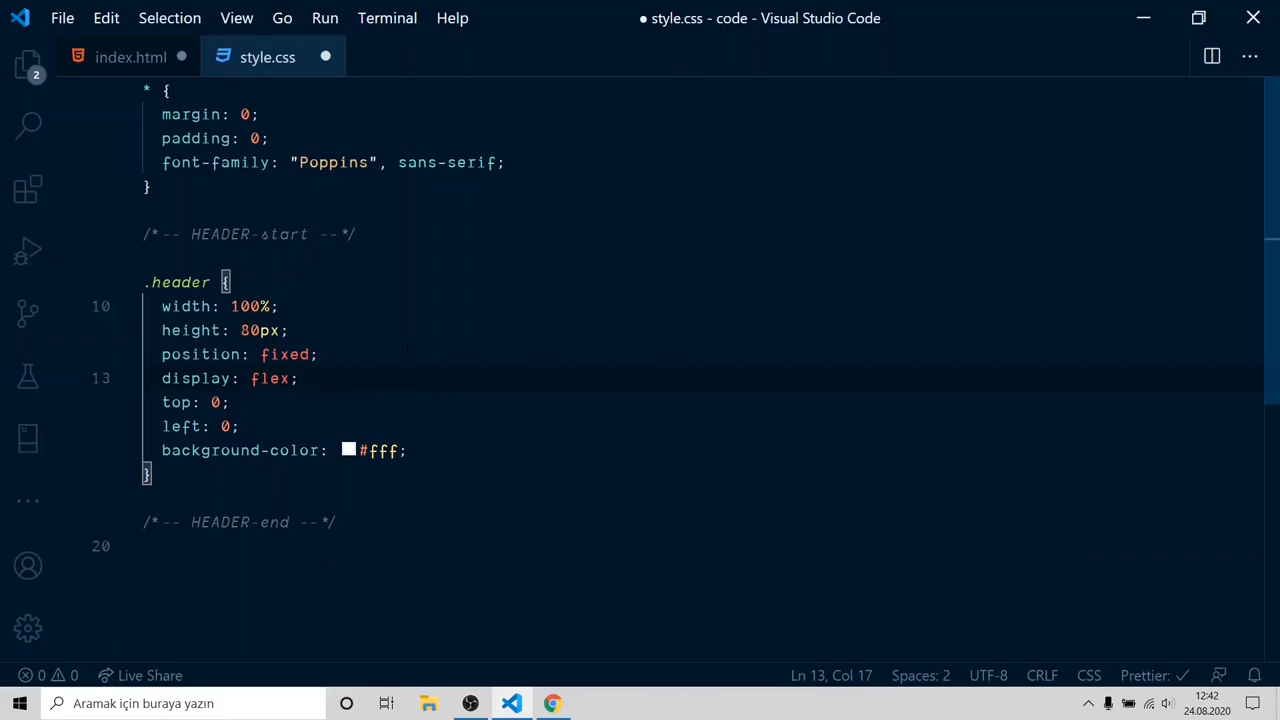 File Edit Selection View Go Run Terminal Help
● style.css - code - Visual Studio Code
index.html
style.css
2
* {
margin: 0;
padding: 0;
font-family: "Poppins", sans-serif;
}
/*-- HEADER-start --*/
.header {
10 width: 100%;
height: 80px;
position: fixed;
13 display: flex;
top: 0;
left: 0;
background-color: #fff;
}
/*-- HEADER-end --*/
20
0 0 Live Share Ln 13, Col 17 Spaces: 2 UTF-8 CRLF CSS Prettier: ✓
Aramak için buraya yazın
12:42
24.08.2020